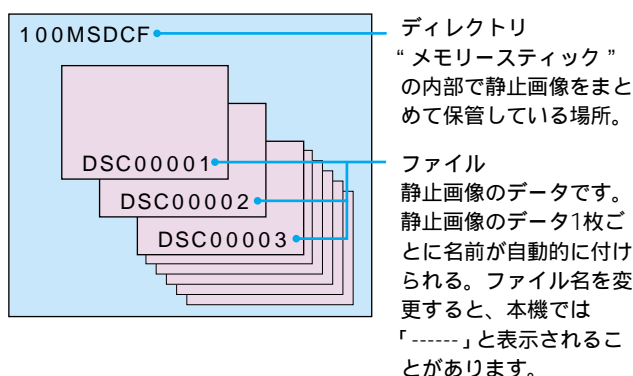 100MSDCF
DSC00001
DSC00002
DSC00003
ディレクトリ
“メモリースティック”
の内部で静止画像をまと
めて保管している場所。
ファイル
静止画像のデータです。
静止画像のデータ1枚ご
とに名前が自動的に付け
られる。ファイル名を変
更すると、本機では
「------」と表示されるこ
とがあります。